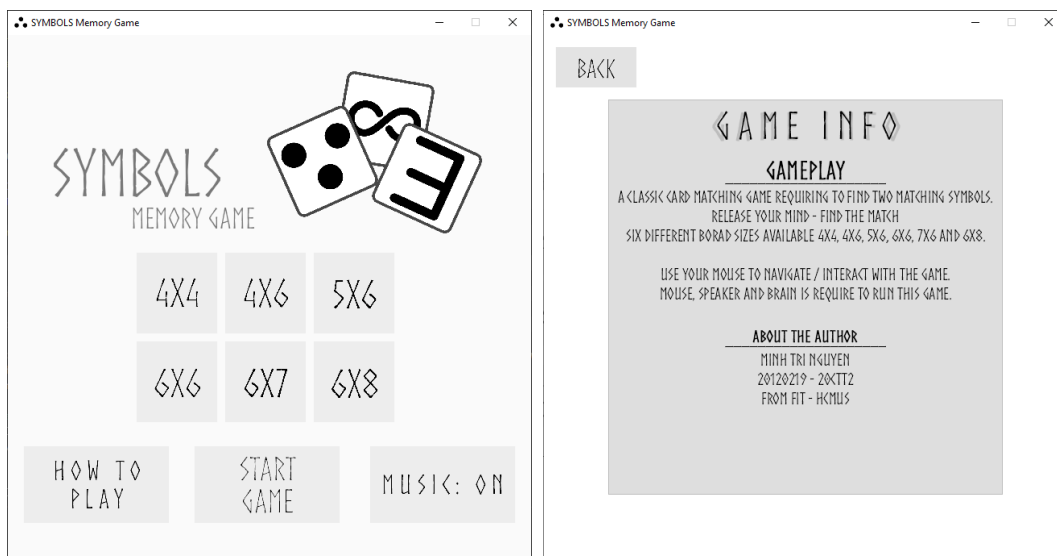 SYMBOLS Memory Game
SYMBOLS
MEMORY GAME
4X4 4X6 5X6
6X6 6X7 6X8
HOW TO
PLAY
START
GAME
MUSIC: ON
SYMBOLS Memory Game
BACK
GAME INFO
GAMEPLAY
A CLASSIC CARD MATCHING GAME REQUIRING TO FIND TWO MATCHING SYMBOLS.
RELEASE YOUR MIND - FIND THE MATCH
SIX DIFFERENT BORAD SIZES AVAILABLE 4X4, 4X6, 5X6, 6X6, 7X6 AND 6X8.
USE YOUR MOUSE TO NAVIGATE / INTERACT WITH THE GAME.
MOUSE, SPEAKER AND BRAIN IS REQUIRE TO RUN THIS GAME.
ABOUT THE AUTHOR
MINH TRI NGUYEN
20120219 - 20CTT2
FROM FIT - HCMUS